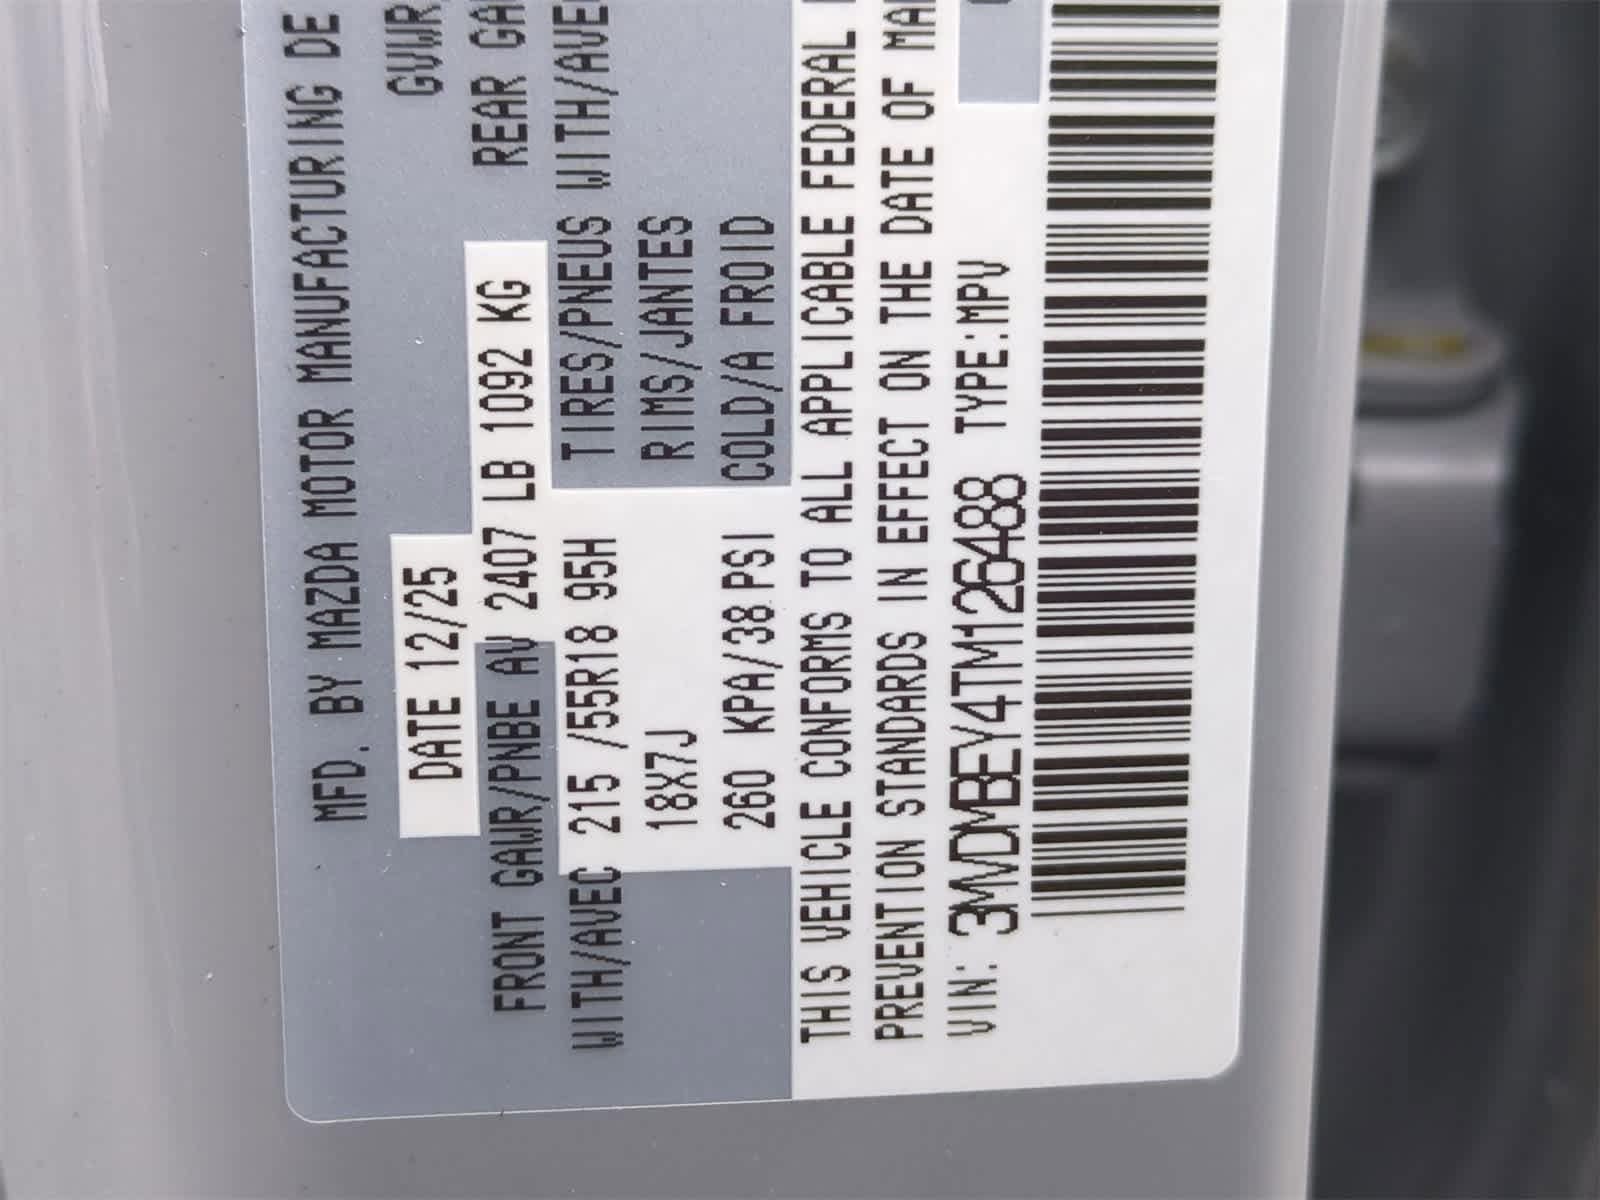 MFD. BY MAZDA MOTOR MANUFACTURING DE
DATE 12/25 GVWR
FRONT GAWR/PNBE AV 2407 LB 1092 KG REAR
WITH/AVEC 215 /55R18 95H TIRES/PNEUS WITH/AVE
18X7J RIMS/JANTES
260 KPA/38 PSI COLD/A FROID
THIS VEHICLE CONFORMS TO ALL APPLICABLE FEDERAL
PREVENTION STANDARDS IN EFFECT ON THE DATE OF MA
VIN: 3MVDMBEY4TM126488 TYPE:MPV